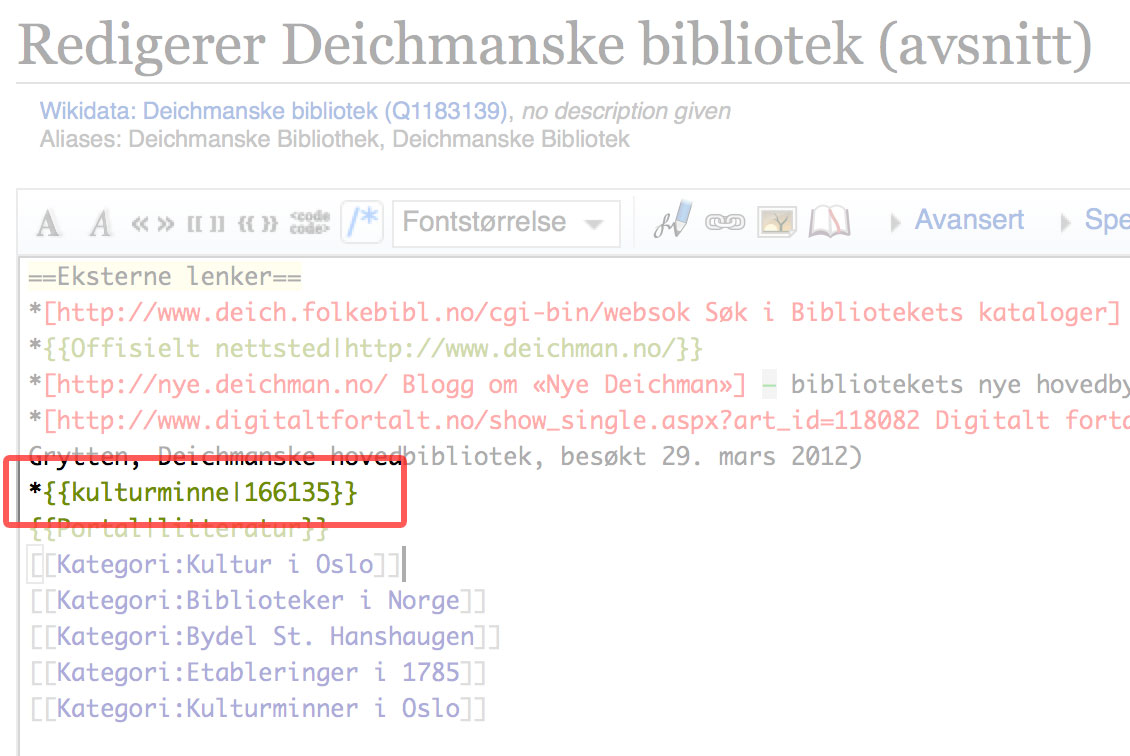 Redigerer Deichmanske bibliotek (avsnitt)
Wikidata: Deichmanske bibliotek (Q1183139), no description given
Aliases: Deichmanske Bibliothek, Deichmanske Bibliotek
A A « » [[ ]] {{ }} <code code> /* Fontstørrelse Avansert Spe
==Eksterne lenker==
*[http://www.deich.folkebibl.no/cgi-bin/websok Søk i Bibliotekets kataloger]
*{{Offisielt nettsted|http://www.deichman.no/}}
*[http://nye.deichman.no/ Blogg om «Nye Deichman»] – bibliotekets nye hovedby
*[http://www.digitaltfortalt.no/show_single.aspx?art_id=118082 Digitalt forta
Grytten, Deichmanske hovedbibliotek, besøkt 29. mars 2012)
*{{kulturminne|166135}}
{{Portal|litteratur}}
[[Kategori:Kultur i Oslo]]
[[Kategori:Biblioteker i Norge]]
[[Kategori:Bydel St. Hanshaugen]]
[[Kategori:Etableringer i 1785]]
[[Kategori:Kulturminner i Oslo]]